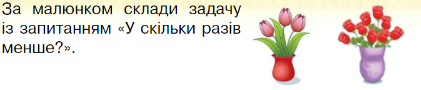 За малюнком склади задачу
із запитанням «У скільки разів
менше?».